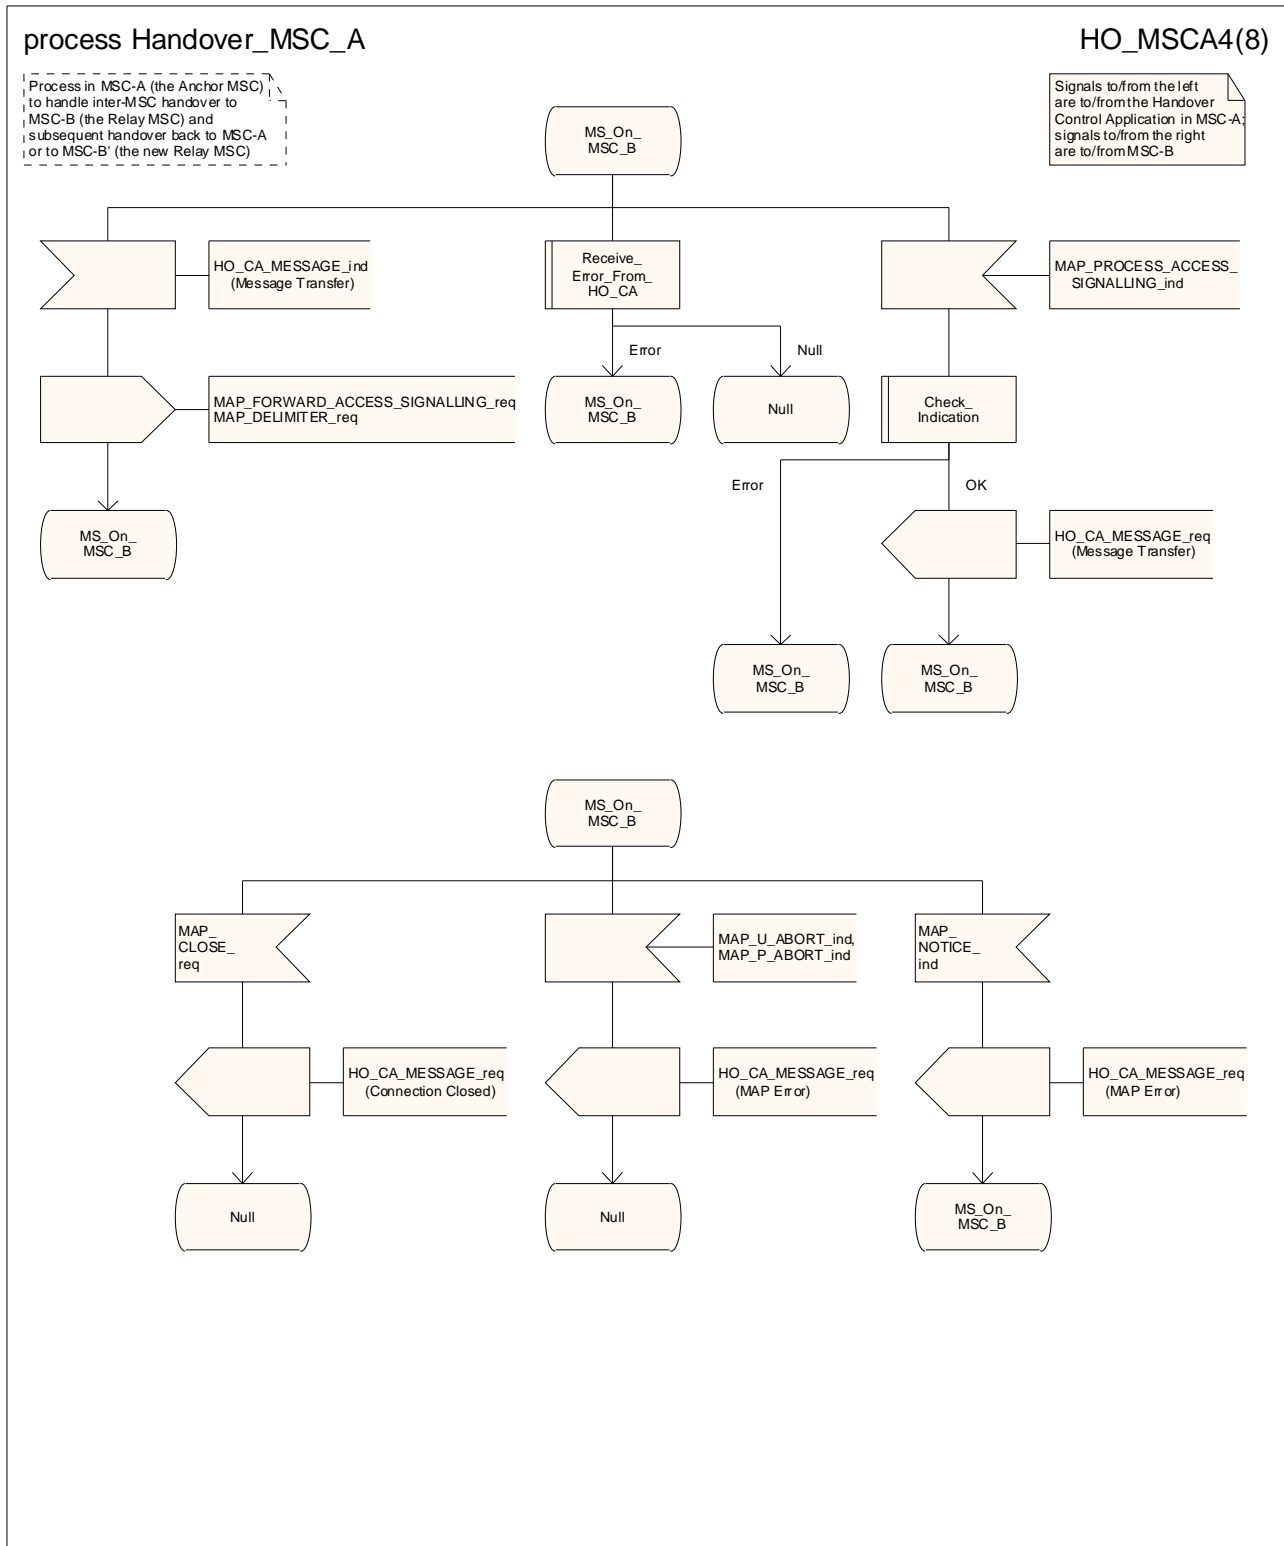 process Handover_MSC_A
HO_MSCA4(8)
Process in MSC-A (the Anchor MSC)
to handle inter-MSC handover to
MSC-B (the Relay MSC) and
subsequent handover back to MSC-A
or to MSC-B' (the new Relay MSC)
Signals to/from the left
are to/from the Handover
Control Application in MSC-A;
signals to/from the right
are to/from MSC-B
MS_On_
MSC_B
HO_CA_MESSAGE_ind
(Message Transfer)
Receive_
Error_From_
HO_CA
MAP_PROCESS_ACCESS_
SIGNALLING_ind
Error
Null
MAP_FORWARD_ACCESS_SIGNALLING_req
MAP_DELIMITER_req
MS_On_
MSC_B
Null
Check_
Indication
Error
OK
MS_On_
MSC_B
HO_CA_MESSAGE_req
(Message Transfer)
MS_On_
MSC_B
MS_On_
MSC_B
MS_On_
MSC_B
MAP_
CLOSE_
req
MAP_U_ABORT_ind,
MAP_P_ABORT_ind
MAP_
NOTICE_
ind
HO_CA_MESSAGE_req
(Connection Closed)
HO_CA_MESSAGE_req
(MAP Error)
HO_CA_MESSAGE_req
(MAP Error)
Null
Null
MS_On_
MSC_B